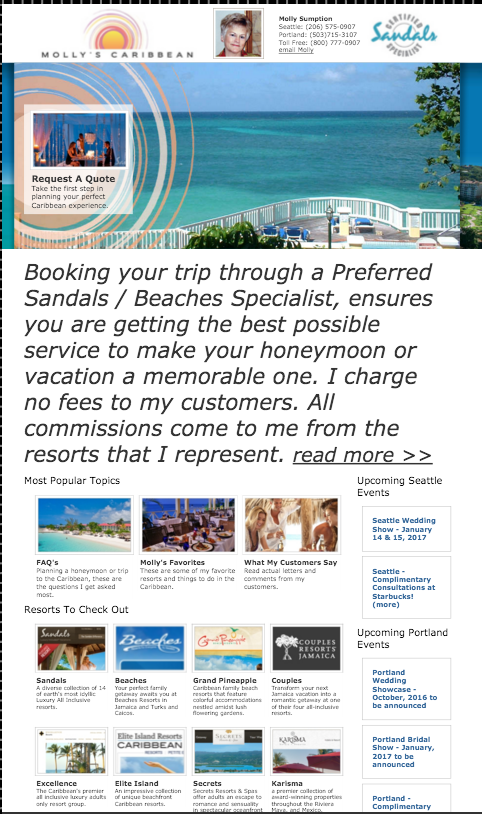 MOLLY'S CARIBBEAN
Molly Sumption
Seattle: (206) 575-0907
Portland: (503)715-3107
Toll Free: (800) 777-0907
email Molly
CERTIFIED
Sandals
SPECIALIST
Request A Quote
Take the first step in
planning your perfect
Caribbean experience.
Booking your trip through a Preferred
Sandals / Beaches Specialist, ensures
you are getting the best possible
service to make your honeymoon or
vacation a memorable one. I charge
no fees to my customers. All
commissions come to me from the
resorts that I represent. read more >>
Most Popular Topics
FAQ's
Planning a honeymoon or trip
to the Caribbean, these are
the questions I get asked
most.
Molly's Favorites
These are some of my favorite
resorts and things to do in the
Caribbean.
What My Customers Say
Read actual letters and
comments from my
customers.
Resorts To Check Out
Sandals
Sandals
A diverse collection of 14
of earth's most idyllic
Luxury All Inclusive
resorts.
Beaches
Beaches
Your perfect family
getaway awaits you at
Beaches Resorts in
Jamaica and Turks and
Caicos.
Grand Pineapple
Grand Pineapple
Caribbean family beach
resorts that feature
colorful accommodations
nestled amidst lush
flowering gardens.
COUPLES
RESORTS
JAMAICA
Couples
Transform your next
Jamaica vacation into a
romantic getaway at one
of their four all-inclusive
resorts.
Excellence
The Caribbean's premier
all inclusive luxury adults
only resort group.
Elite Island Resorts
CARIBBEAN
Elite Island
An impressive collection
of unique beachfront
Caribbean resorts.
SECRETS
Secrets
Secrets Resorts & Spas
offer adults an escape to
romance and sensuality
in spectacular oceanfront
KARISMA
Karisma
a premier collection of
award-winning properties
throughout the Riviera
Maya, and Mexico.
Upcoming Seattle
Events
Seattle Wedding
Show - January
14 & 15, 2017
Seattle -
Complimentary
Consultations at
Starbucks!
(more)
Upcoming Portland
Events
Portland
Wedding
Showcase -
October, 2016 to
be announced
Portland Bridal
Show - January,
2017 to be
announced
Portland -
Complimentary